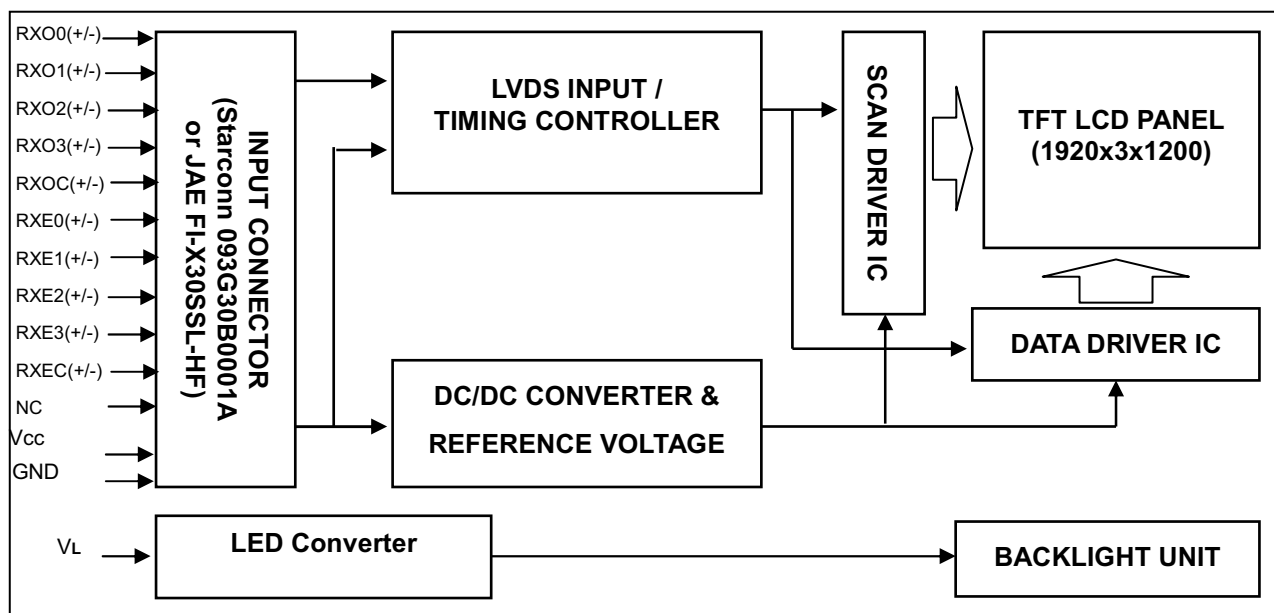 RXO0(+/-)
RXO1(+/-)
RXO2(+/-)
RXO3(+/-)
RXOC(+/-)
RXE0(+/-)
RXE1(+/-)
RXE2(+/-)
RXE3(+/-)
RXEC(+/-)
NC
Vcc
GND
VL
INPUT CONNECTOR
(Starconn 093G30B0001A
or JAE FI-X30SSL-HF)
LVDS INPUT /
TIMING CONTROLLER
SCAN DRIVER IC
TFT LCD PANEL
(1920x3x1200)
DATA DRIVER IC
DC/DC CONVERTER &
REFERENCE VOLTAGE
LED Converter
BACKLIGHT UNIT